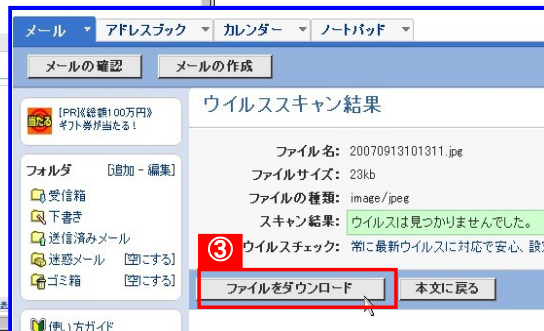 メール アドレスブック カレンダー ノートパッド
メールの確認 メールの作成
[PR]《総額100万円》
ギフト券が当たる!
当たる
フォルダ [追加 - 編集]
受信箱
下書き
送信済みメール
迷惑メール [空にする]
ゴミ箱 [空にする]
使い方ガイド
ウイルススキャン結果
ファイル名: 20070913101311.jpg
ファイルサイズ: 23kb
ファイルの種類: image/jpeg
スキャン結果: ウイルスは見つかりませんでした。
ウイルスチェック: 常に最新ウイルスに対応で安心、設
③
ファイルをダウンロード 本文に戻る